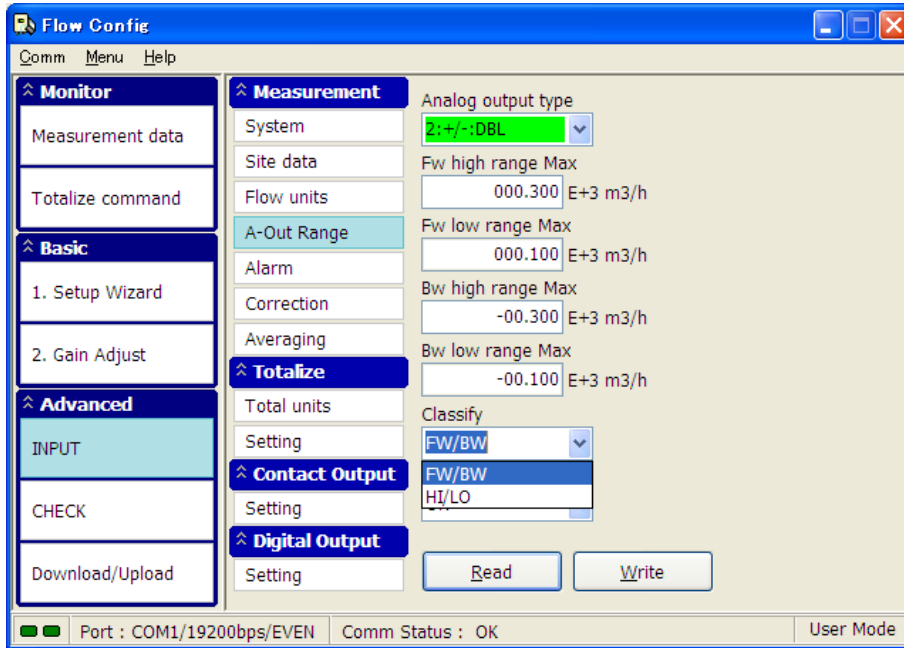 Flow Config
Comm Menu Help
Monitor
Measurement data
Totalize command
Basic
1. Setup Wizard
2. Gain Adjust
Advanced
INPUT
CHECK
Download/Upload
Measurement
System
Site data
Flow units
A-Out Range
Alarm
Correction
Averaging
Totalize
Total units
Setting
Contact Output
Setting
Digital Output
Setting
Analog output type
2:+/-:DBL
Fw high range Max
000.300 E+3 m3/h
Fw low range Max
000.100 E+3 m3/h
Bw high range Max
-00.300 E+3 m3/h
Bw low range Max
-00.100 E+3 m3/h
Classify
FW/BW
FW/BW
HI/LO
Read Write
Port : COM1/19200bps/EVEN Comm Status : OK User Mode